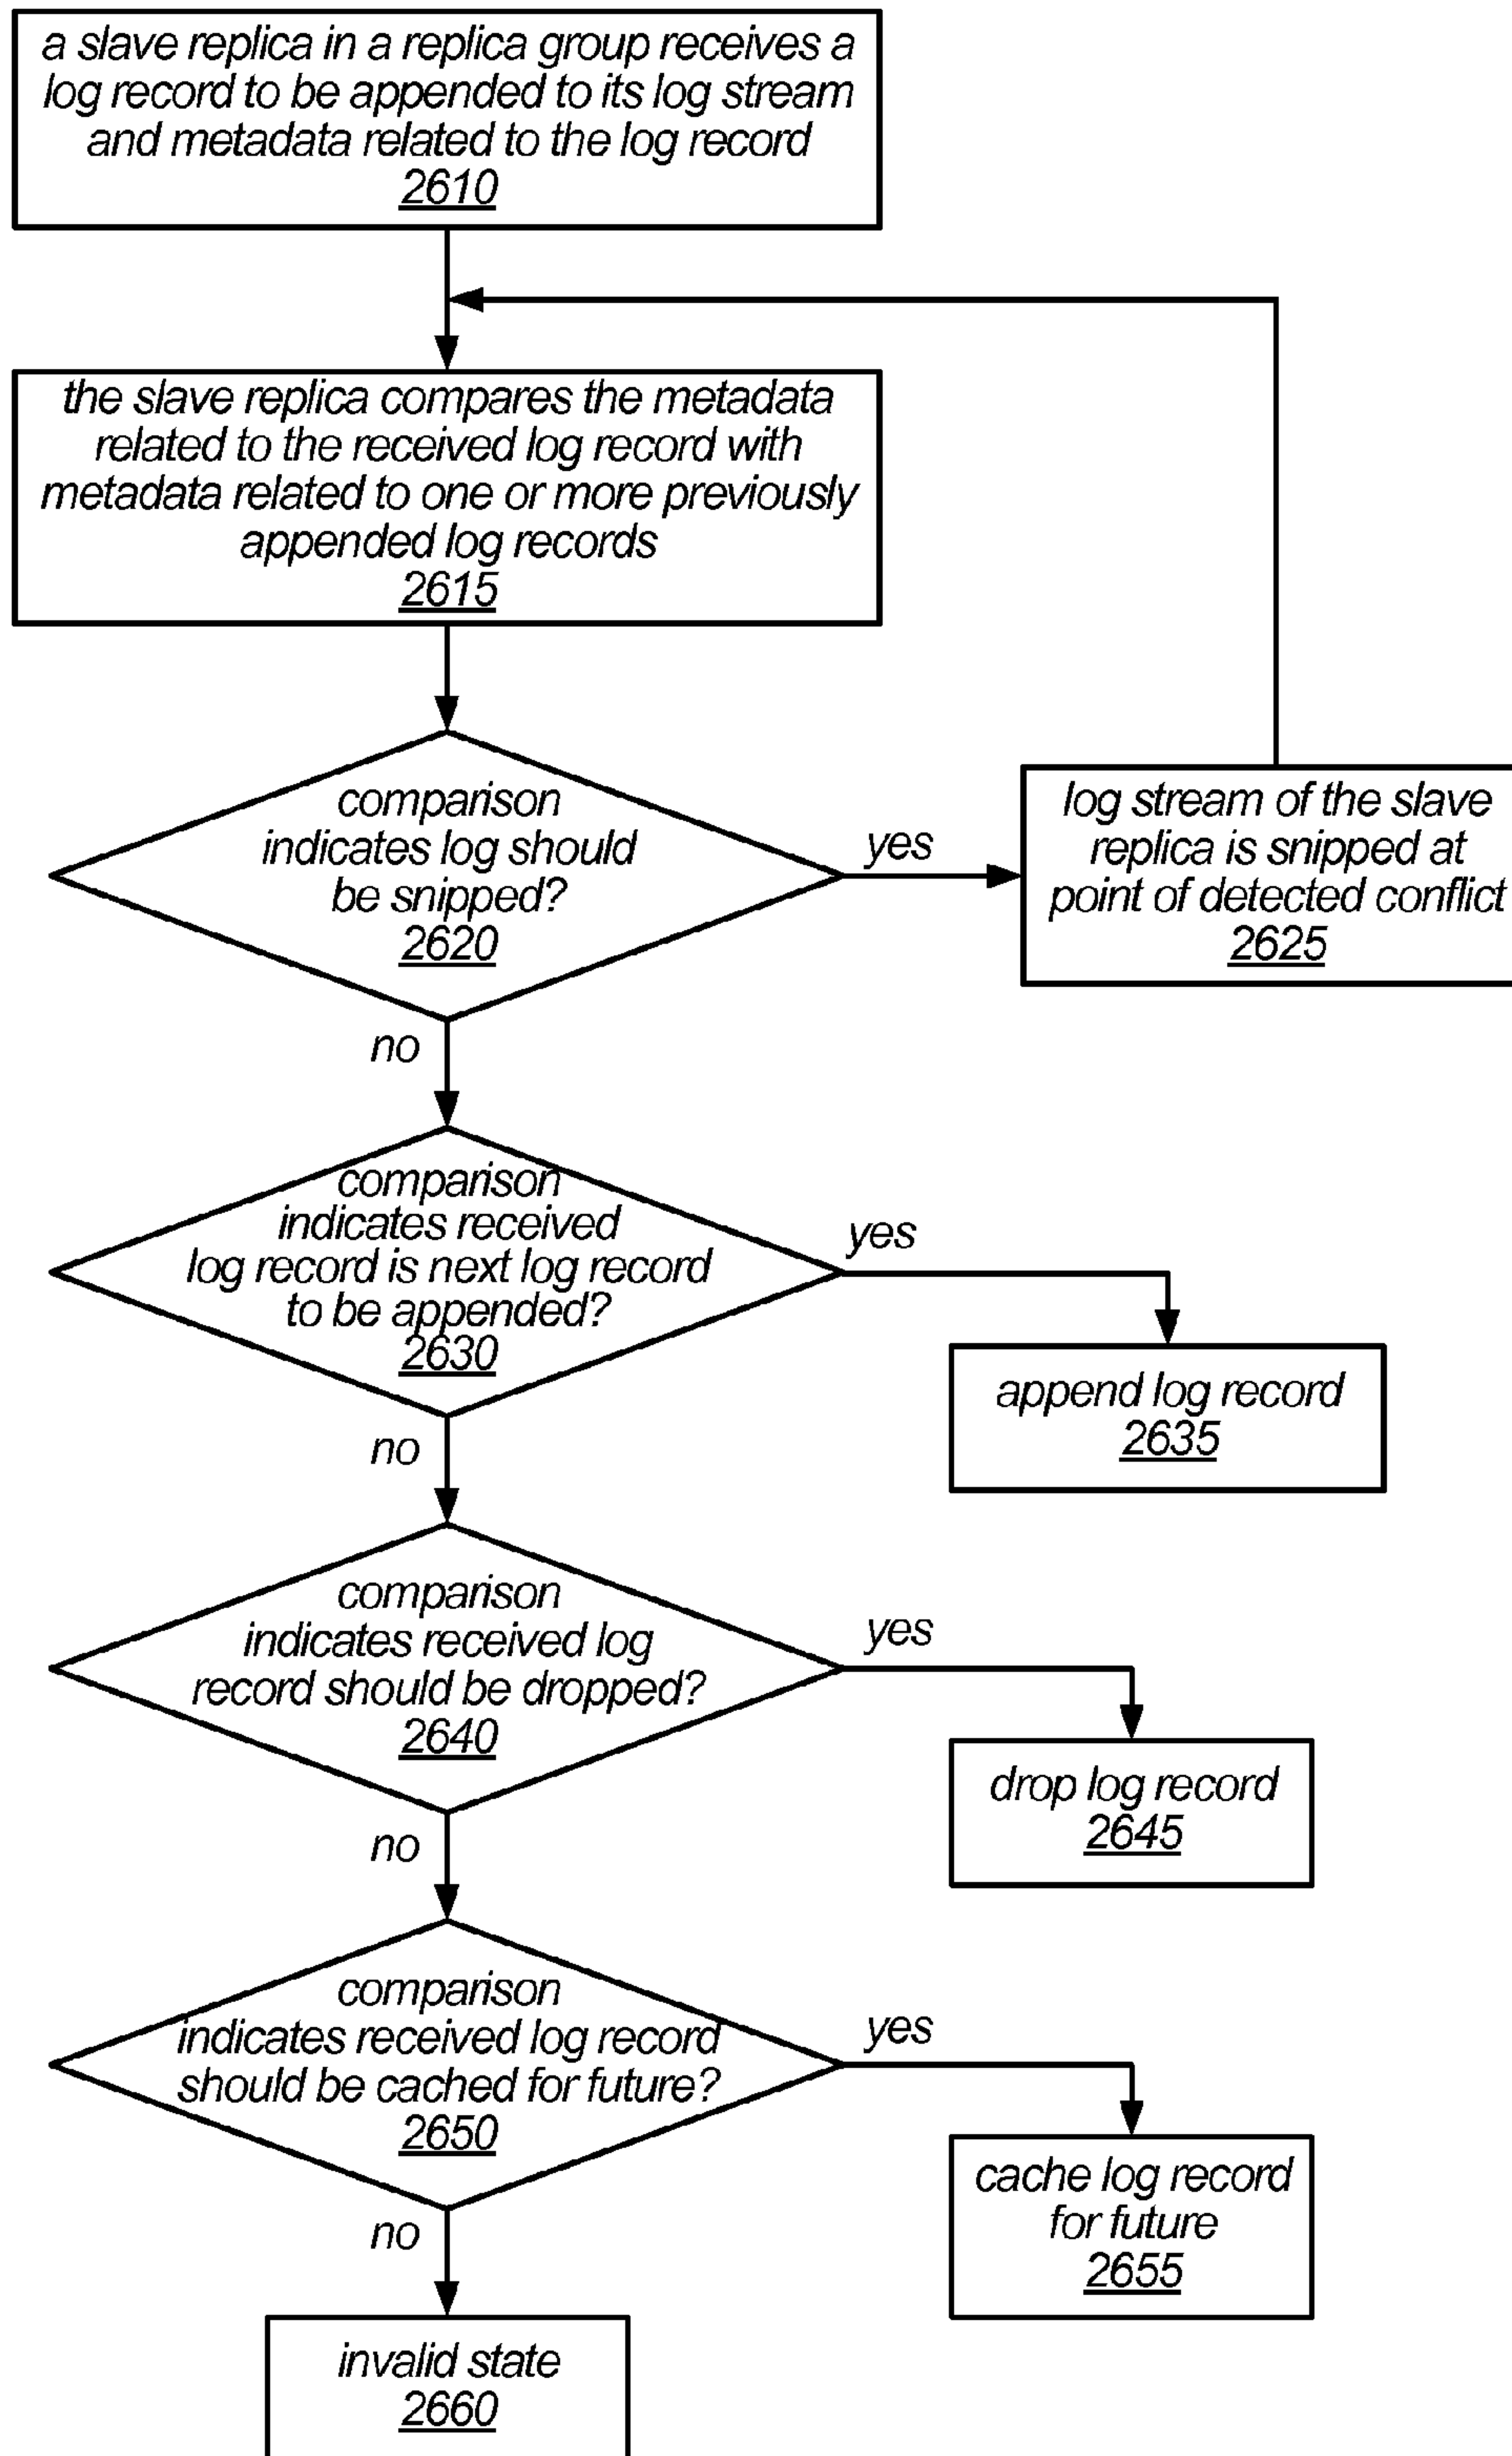 a slave replica in a replica group receives a
log record to be appended to its log stream
and metadata related to the log record
2610
the slave replica compares the metadata
related to the received log record with
metadata related to one or more previously
appended log records
2615
comparison
indicates log should
be snipped?
2620
yes
log stream of the slave
replica is snipped at
point of detected conflict
2625
no
comparison
indicates received
log record is next log record
to be appended?
2630
yes
append log record
2635
no
comparison
indicates received log
record should be dropped?
2640
yes
drop log record
2645
no
comparison
indicates received log record
should be cached for future?
2650
yes
cache log record
for future
2655
no
invalid state
2660